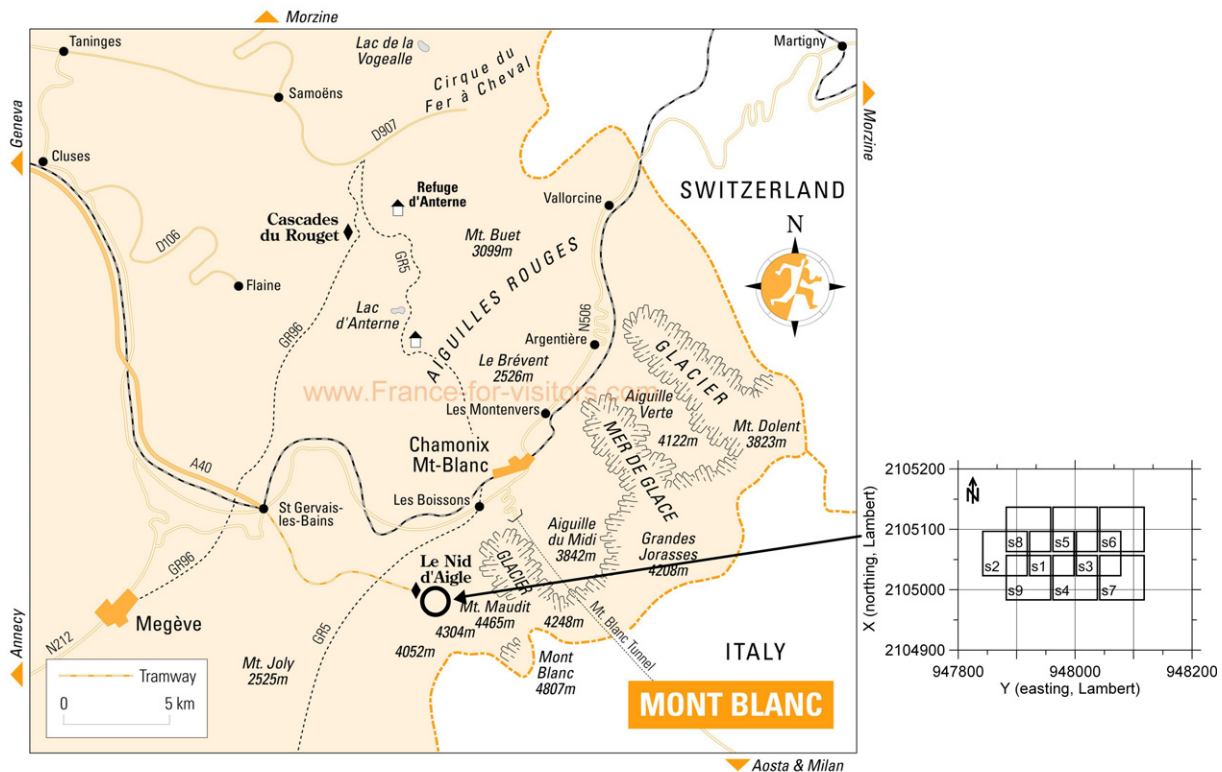 Morzine
Taninges
Lac de la
Vogealle
Martigny
Cirque du
Fer à Cheval
Samoëns
Geneva
D907
Morzine
Cluses
Refuge
d'Anterne
Vallorcine
SWITZERLAND
Cascades
du Rouget
N
D106
Mt. Buet
3099m
GR5
Flaine
AIGUILLES ROUGES
Lac
d'Anterne
N506
Argentière
GLACIER
GR96
Le Brévent
2526m
www.France-for-visitors.com
Aiguille
Verte
4122m
Les Montenvers
Mt. Dolent
3823m
MER DE GLACE
Chamonix
Mt-Blanc
A40
2105200
N
St Gervais-
les-Bains
Les Boissons
Aiguille
du Midi
3842m
Grandes
Jorasses
4208m
2105100
s8
s5
s6
X (northing, Lambert)
GR96
Le Nid
d'Aigle
GLACIER
s2
s1
s3
2105000
s9
s4
s7
Megève
Mt. Maudit
4465m
4304m
4248m
Mt Blanc Tunnel
Annecy
N212
GR5
4052m
2104900
947800
948000
948200
Y (easting, Lambert)
Mt. Joly
2525m
Mont
Blanc
4807m
ITALY
Tramway
0
5 km
MONT BLANC
Aosta & Milan